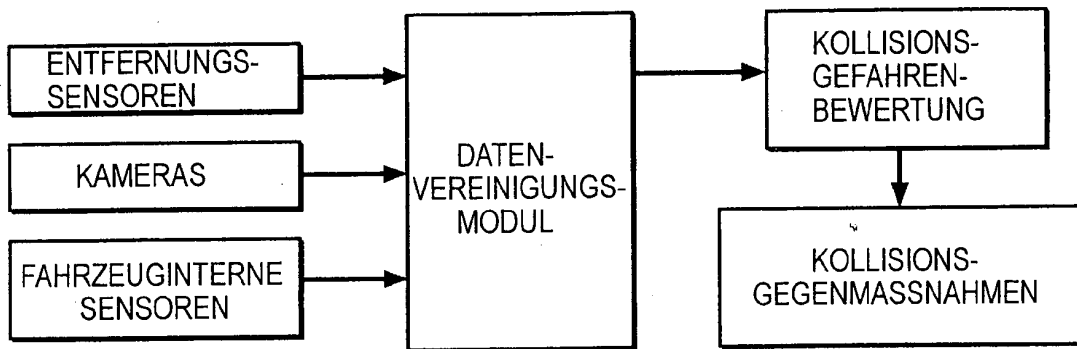 ENTFERNUNGS-
SENSOREN
KAMERAS
FAHRZEUGINTERNE
SENSOREN
DATEN-
VEREINIGUNGS-
MODUL
KOLLISIONS-
GEFAHREN-
BEWERTUNG
KOLLISIONS-
GEGENMASSNAHMEN